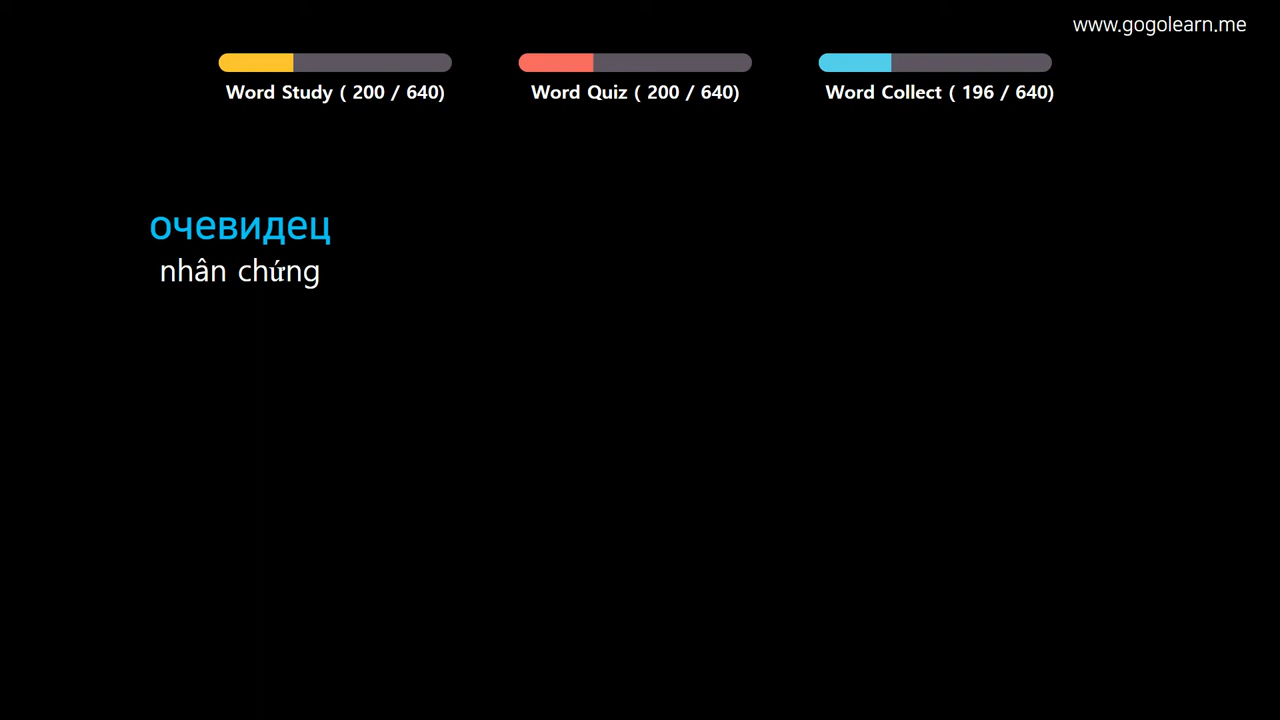 www.gogolearn.me
Word Study ( 200 / 640)
Word Quiz ( 200 / 640)
Word Collect ( 196 / 640)
очевидец
nhân chứng